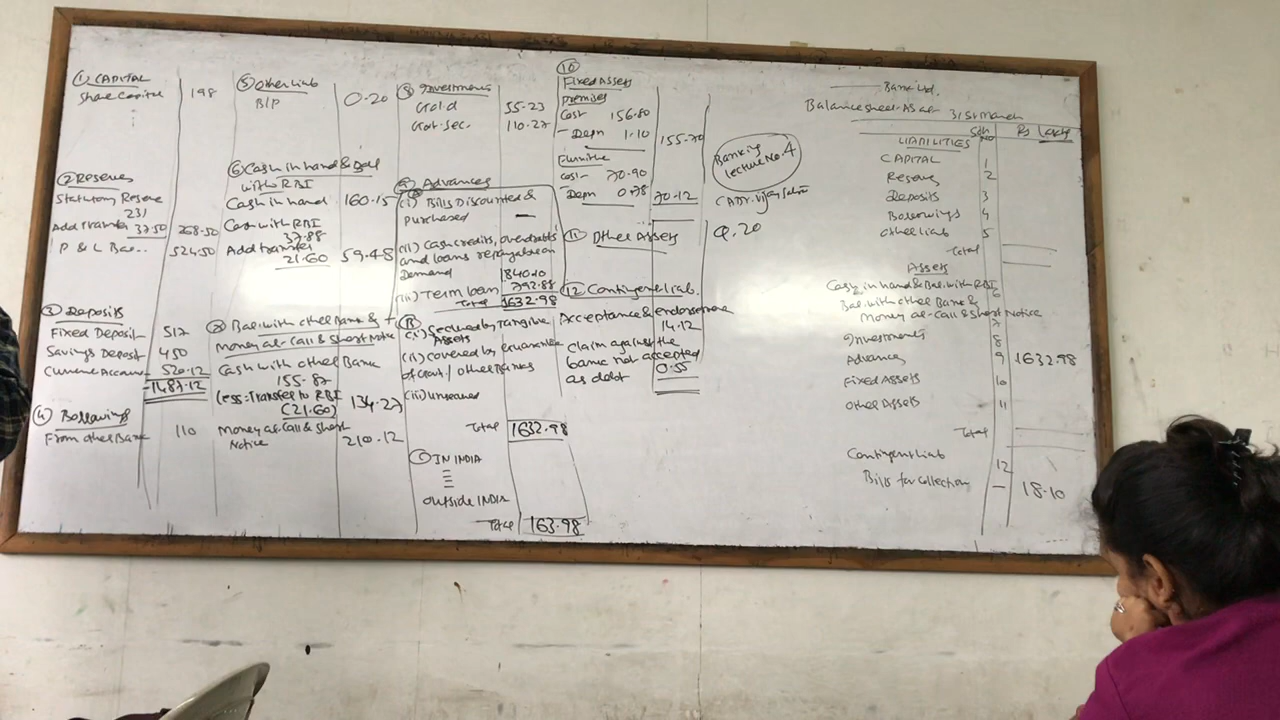 ① CAPITAL
Share Capital 198
② Reserves
Statutory Reserve
231
Add transfer 37.50 268.50
P & L Bal.. 524.50
③ Deposits
Fixed Deposit 517
Savings Deposit 450
Current Account 520.12
1487.12
④ Borrowings
From other Bank 110
⑤ Other Liab
B/P 0.20
⑥ Cash in hand & Bal
with RBI
Cash in hand 160.15
Cash with RBI
37.88
Add transfer
21.60 59.48
⑦ Bal. with other Bank &
Money at Call & Short Notice
Cash with other Bank
155.87
Less: Transfer to RBI
(21.60) 134.27
Money at Call & Short
Notice 210.12
⑧ Investments
Gold 55.23
Govt. Sec. 110.27
⑨ Advances
Ⓐ
(i) Bills Discounted &
Purchased —
(ii) Cash credits, overdrafts
and loans repayable on
Demand 840.10
(iii) Term loan 792.88
Total 1632.98
Ⓑ (i) Secured by Tangible
Assets
(ii) covered by guarantee
of Govt. / other Banks
(iii) Unsecured
Total 1632.98
Ⓒ IN INDIA
OUTSIDE INDIA
Total 163.98
⑩
Fixed Assets
Premises
Cost 156.80
- Depn 1.10 155.70
Furniture
Cost- 70.90
Depn 0.78 70.12
⑪ Other Assets
⑫ Contingent Liab.
Acceptance & endorsement
14.12
Claim against the
bank not accepted
as debt 0.55
Banking
lecture No. 4
CA Dr. Vijay
Q.20
Bank Ltd.
Balance sheet As at 31st March
Sch No Rs
LIABILITIES
CAPITAL 1
Reserves 2
Deposits 3
Borrowings 4
Other Liab 5
Total
Assets
Cash in hand & Bal. with RBI 6
Bal. with other Bank &
Money at Call & Short Notice 7
Investments 8
Advances 9 1632.98
Fixed Assets 10
Other Assets 11
Total
Contingent Liab 12
Bills for collection — 18.10